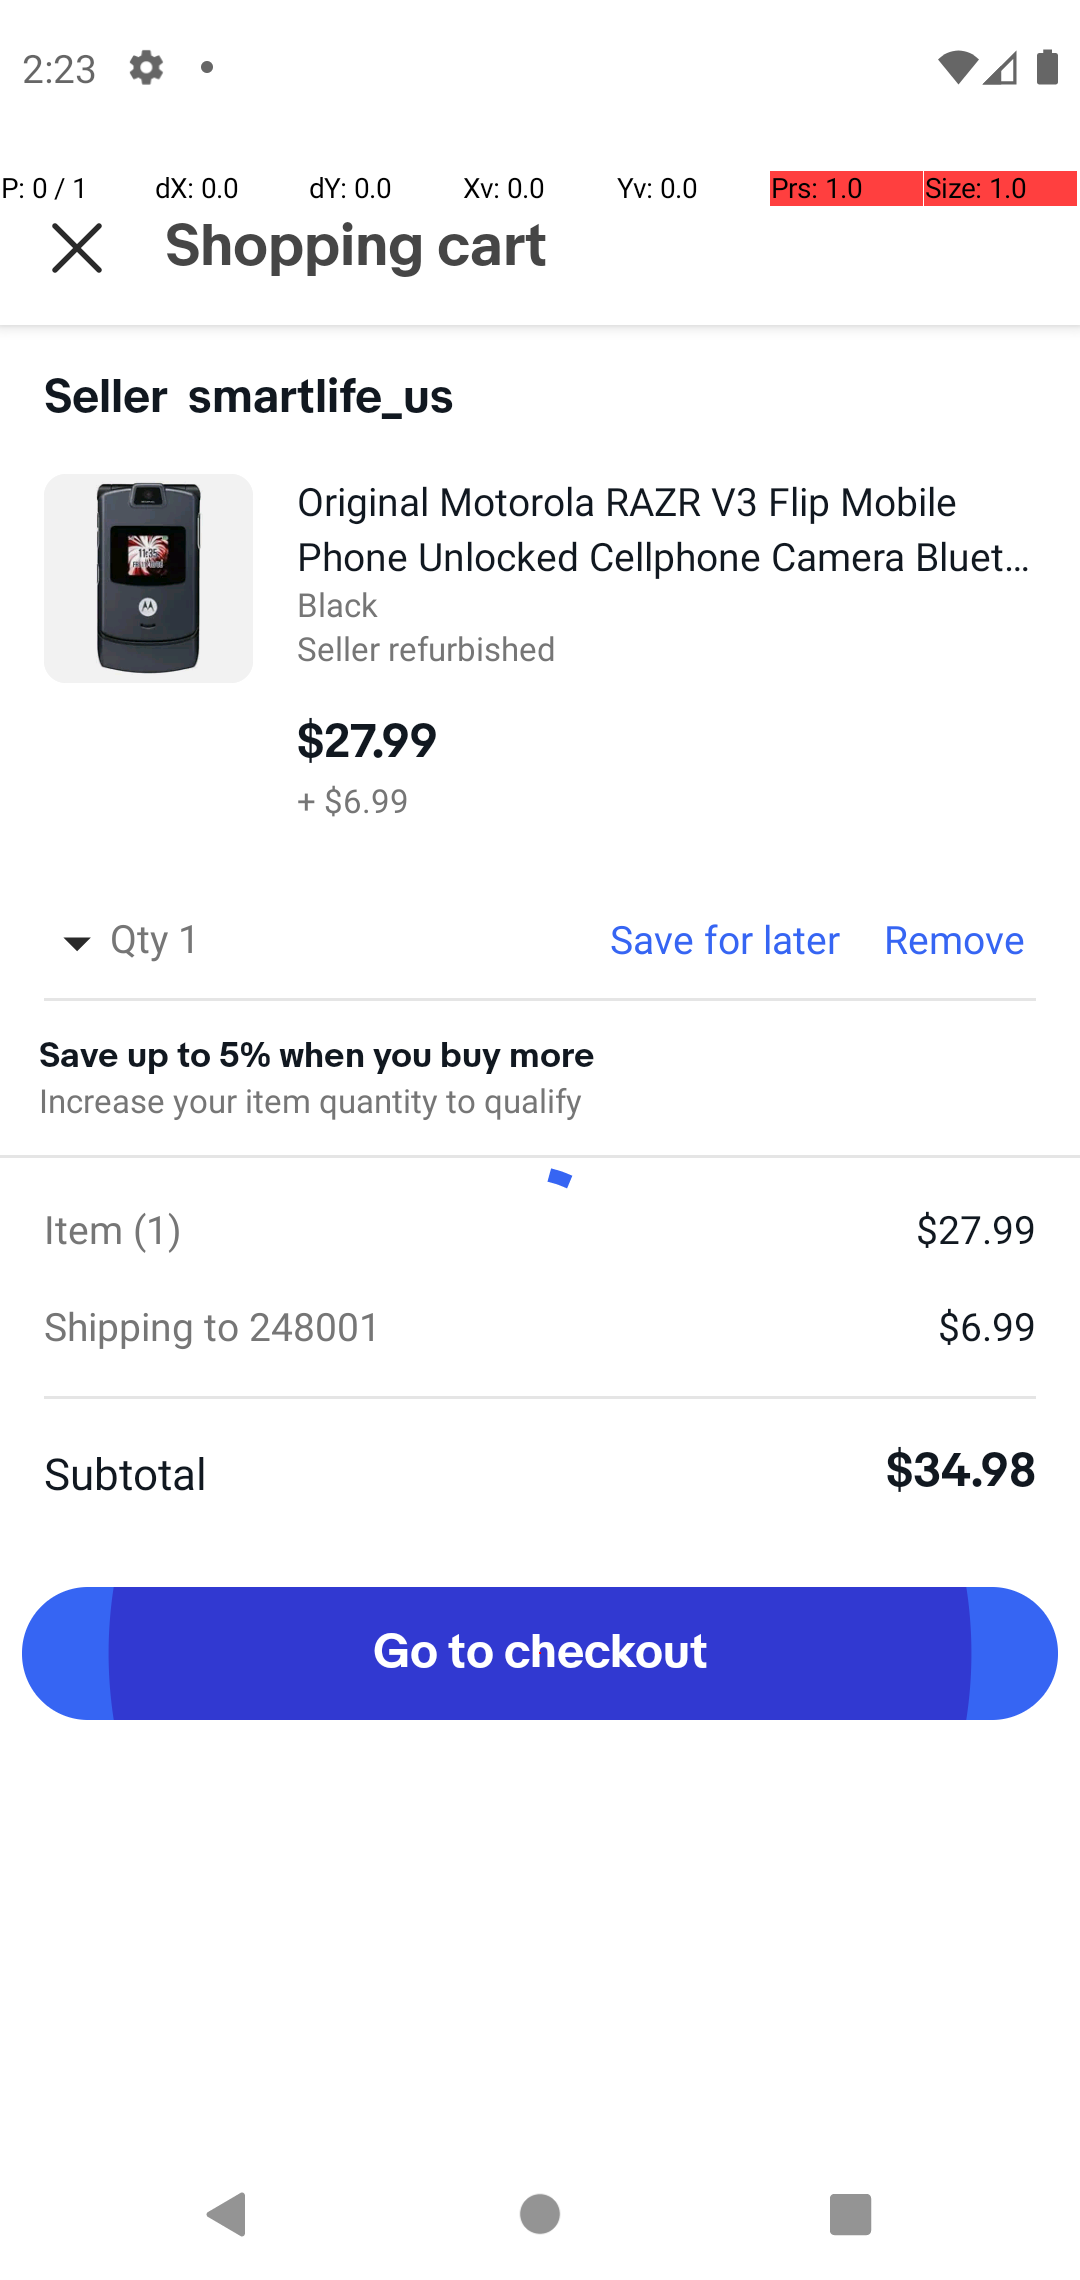 2:23
P: 0 / 1 dX: 0.0 dY: 0.0 Xv: 0.0 Yv: 0.0 Prs: 1.0 Size: 1.0
Shopping cart
Seller smartlife_us
Original Motorola RAZR V3 Flip Mobile
Phone Unlocked Cellphone Camera Bluet...
Black
Seller refurbished
$27.99
+ $6.99
Qty 1 Save for later Remove
Save up to 5% when you buy more
Increase your item quantity to qualify
Item (1) $27.99
Shipping to 248001 $6.99
Subtotal $34.98
Go to checkout